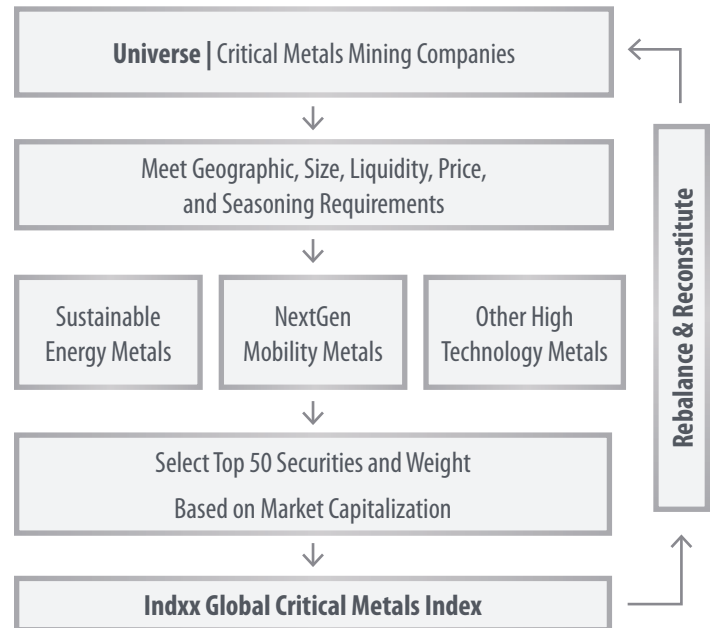 Universe | Critical Metals Mining Companies
Meet Geographic, Size, Liquidity, Price,
and Seasoning Requirements
Sustainable
Energy Metals
NextGen
Mobility Metals
Other High
Technology Metals
Select Top 50 Securities and Weight
Based on Market Capitalization
Indxx Global Critical Metals Index
Rebalance & Reconstitute